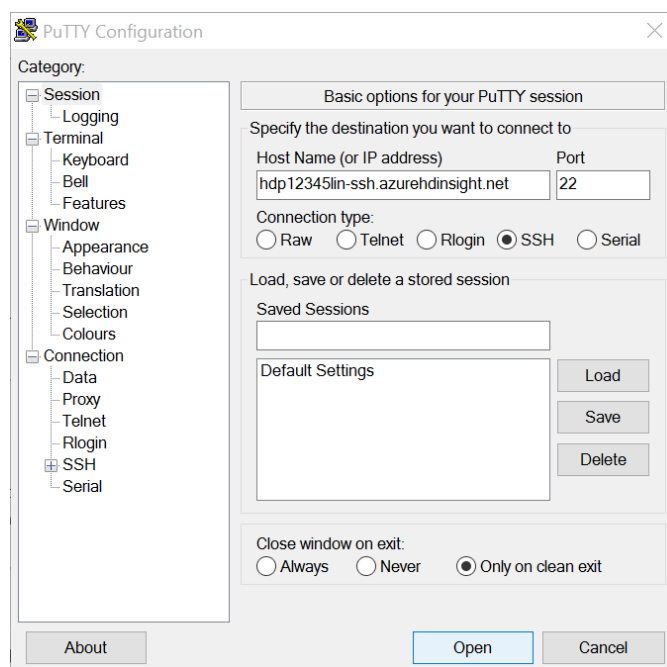 PuTTY Configuration
Category:
Session
Logging
Terminal
Keyboard
Bell
Features
Window
Appearance
Behaviour
Translation
Selection
Colours
Connection
Data
Proxy
Telnet
Rlogin
SSH
Serial
Basic options for your PuTTY session
Specify the destination you want to connect to
Host Name (or IP address) Port
hdp12345lin-ssh.azurehdinsight.net 22
Connection type:
Raw Telnet Rlogin SSH Serial
Load, save or delete a stored session
Saved Sessions
Default Settings
Load
Save
Delete
Close window on exit:
Always Never Only on clean exit
About Open Cancel